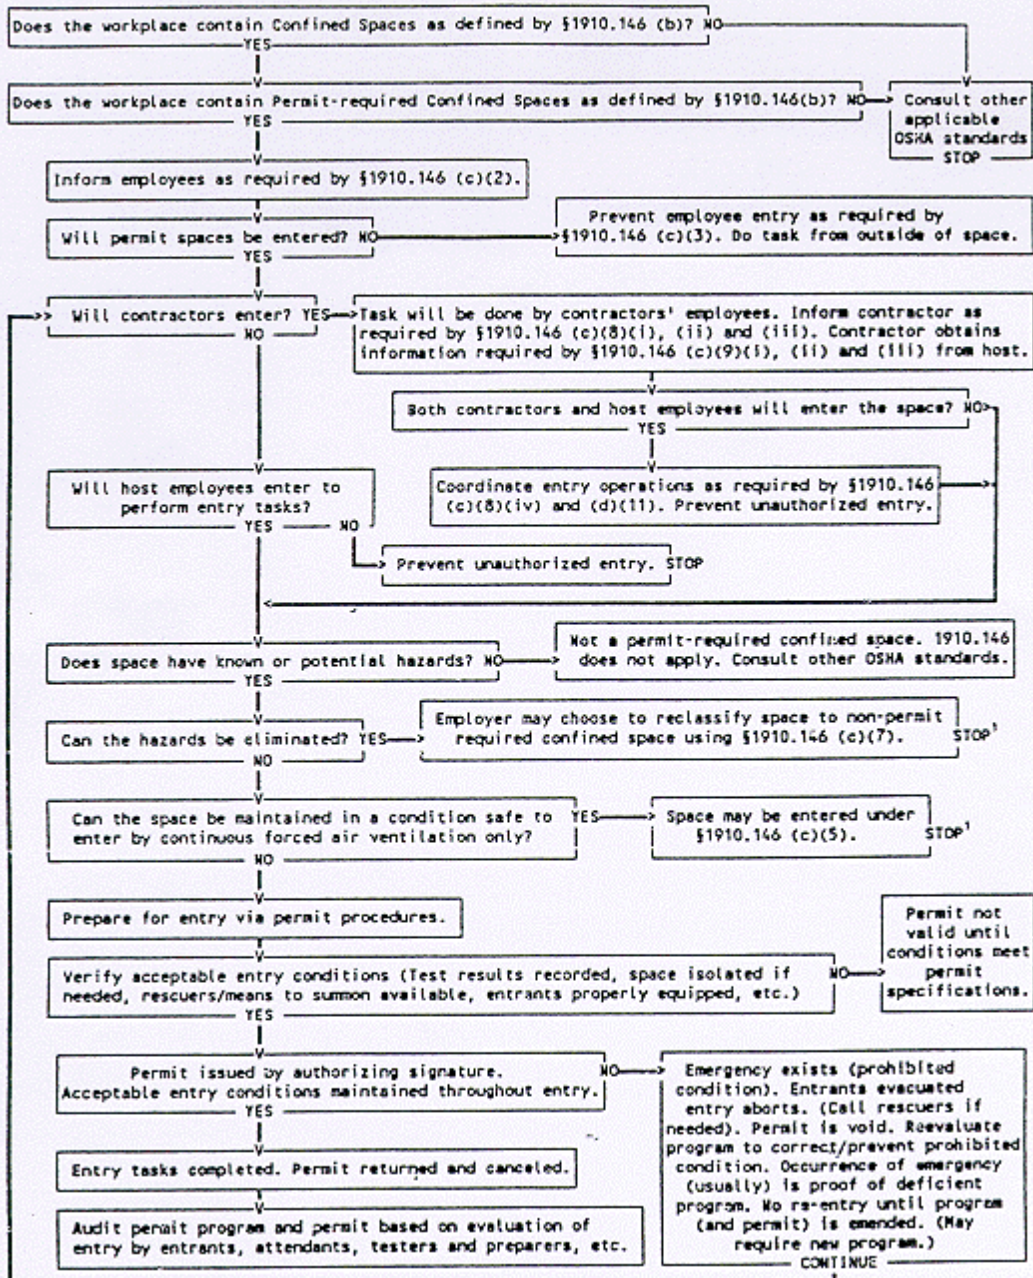 Does the workplace contain Confined Spaces as defined by §1910.146 (b)? NO
YES
Does the workplace contain Permit-required Confined Spaces as defined by §1910.146(b)? NO
YES
Consult other
applicable
OSHA standards
STOP
Inform employees as required by §1910.146 (c)(2).
Will permit spaces be entered? NO
YES
Prevent employee entry as required by
§1910.146 (c)(3). Do task from outside of space.
Will contractors enter? YES
NO
Task will be done by contractors' employees. Inform contractor as
required by §1910.146 (c)(8)(i), (ii) and (iii). Contractor obtains
information required by §1910.146 (c)(9)(i), (ii) and (iii) from host.
Both contractors and host employees will enter the space? NO
YES
Will host employees enter to
perform entry tasks?
YES NO
Coordinate entry operations as required by §1910.146
(c)(8)(iv) and (d)(11). Prevent unauthorized entry.
Prevent unauthorized entry. STOP
Does space have known or potential hazards? NO
YES
Not a permit-required confined space. 1910.146
does not apply. Consult other OSHA standards.
Can the hazards be eliminated? YES
NO
Employer may choose to reclassify space to non-permit
required confined space using §1910.146 (c)(7).
STOP¹
Can the space be maintained in a condition safe to
enter by continuous forced air ventilation only?
YES
NO
Space may be entered under
§1910.146 (c)(5).
STOP¹
Prepare for entry via permit procedures.
Verify acceptable entry conditions (Test results recorded, space isolated if
needed, rescuers/means to summon available, entrants properly equipped, etc.)
NO
YES
Permit not
valid until
conditions meet
permit
specifications.
Permit issued by authorizing signature.
Acceptable entry conditions maintained throughout entry.
NO
YES
Emergency exists (prohibited
condition). Entrants evacuated
entry aborts. (Call rescuers if
needed). Permit is void. Reevaluate
program to correct/prevent prohibited
condition. Occurrence of emergency
(usually) is proof of deficient
program. No re-entry until program
(and permit) is emended. (May
require new program.)
CONTINUE
Entry tasks completed. Permit returned and canceled.
Audit permit program and permit based on evaluation of
entry by entrants, attendants, testers and preparers, etc.